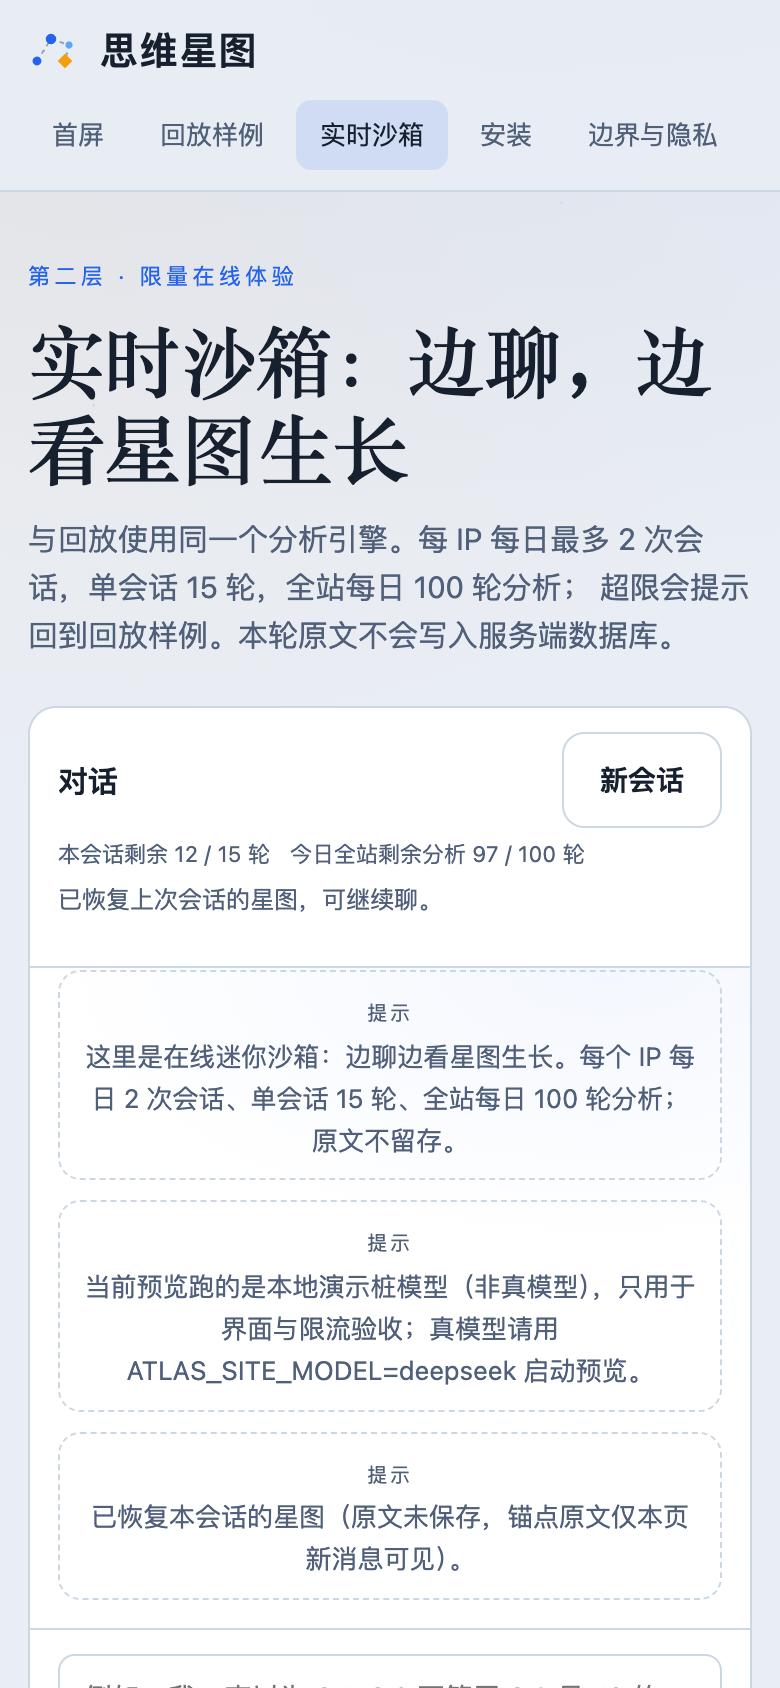 思维星图
首屏 回放样例 实时沙箱 安装 边界与隐私
第二层 · 限量在线体验
实时沙箱：边聊，边
看星图生长
与回放使用同一个分析引擎。每 IP 每日最多 2 次会
话，单会话 15 轮，全站每日 100 轮分析； 超限会提示
回到回放样例。本轮原文不会写入服务端数据库。
对话
新会话
本会话剩余 12 / 15 轮 今日全站剩余分析 97 / 100 轮
已恢复上次会话的星图，可继续聊。
提示
这里是在线迷你沙箱：边聊边看星图生长。每个 IP 每
日 2 次会话、单会话 15 轮、全站每日 100 轮分析；
原文不留存。
提示
当前预览跑的是本地演示桩模型（非真模型），只用于
界面与限流验收；真模型请用
ATLAS_SITE_MODEL=deepseek 启动预览。
提示
已恢复本会话的星图（原文未保存，锚点原文仅本页
新消息可见）。